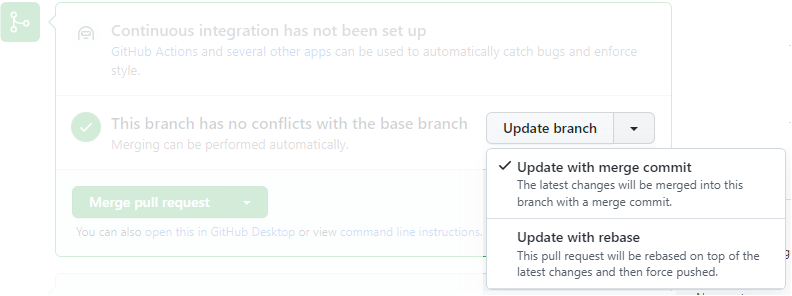 Continuous integration has not been set up
GitHub Actions and several other apps can be used to automatically catch bugs and enforce
style.
This branch has no conflicts with the base branch
Merging can be performed automatically.
Update branch
Update with merge commit
The latest changes will be merged into this
branch with a merge commit.
Update with rebase
This pull request will be rebased on top of the
latest changes and then force pushed.
Merge pull request
You can also open this in GitHub Desktop or view command line instructions.